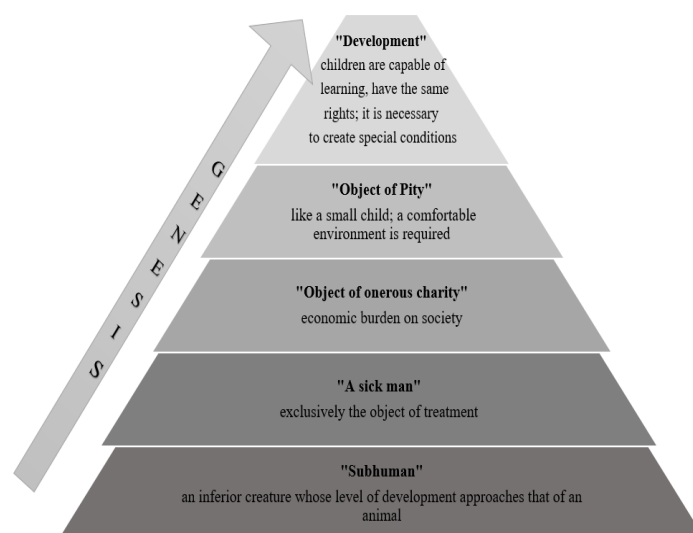 "Development"
children are capable of
learning, have the same
rights; it is necessary
to create special conditions
"Object of Pity"
like a small child; a comfortable
environment is required
"Object of onerous charity"
economic burden on society
"A sick man"
exclusively the object of treatment
"Subhuman"
an inferior creature whose level of development approaches that of an
animal
GENESIS